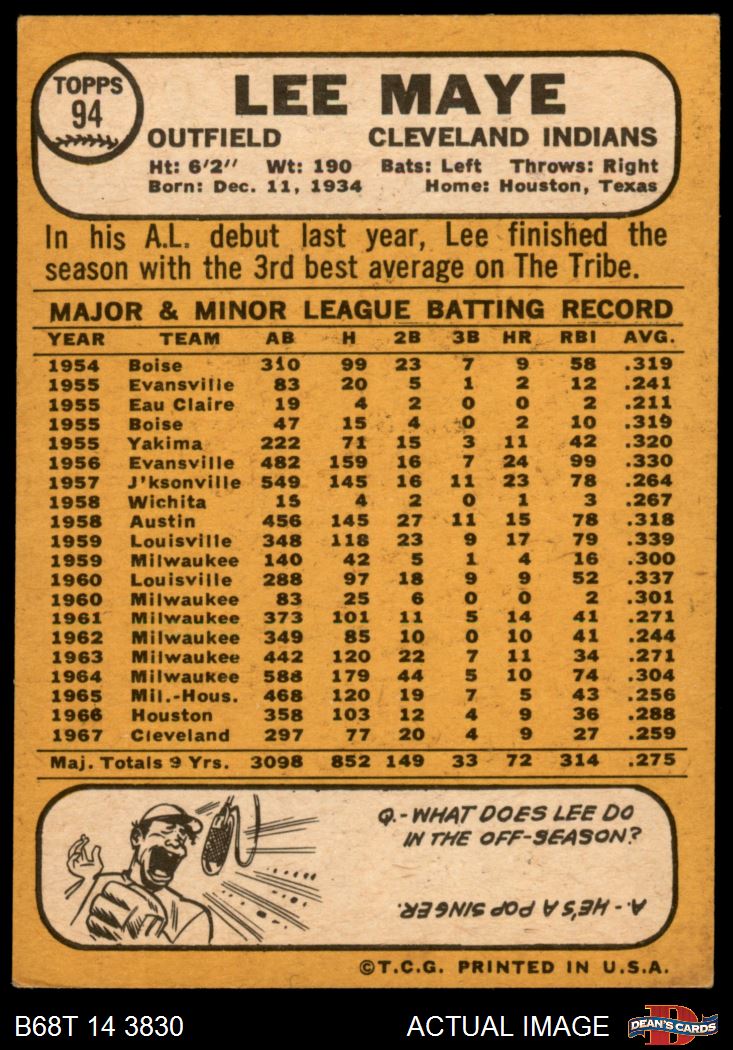 TOPPS
94
LEE MAYE
OUTFIELD CLEVELAND INDIANS
Ht: 6'2" Wt: 190 Bats: Left Throws: Right
Born: Dec. 11, 1934 Home: Houston, Texas
In his A.L. debut last year, Lee finished the
season with the 3rd best average on The Tribe.
MAJOR & MINOR LEAGUE BATTING RECORD
YEAR TEAM AB H 2B 3B HR RBI AVG.
1954 Boise 310 99 23 7 9 58 .319
1955 Evansville 83 20 5 1 2 12 .241
1955 Eau Claire 19 4 2 0 0 2 .211
1955 Boise 47 15 4 0 2 10 .319
1955 Yakima 222 71 15 3 11 42 .320
1956 Evansville 482 159 16 7 24 99 .330
1957 J'ksonville 549 145 16 11 23 78 .264
1958 Wichita 15 4 2 0 1 3 .267
1958 Austin 456 145 27 11 15 78 .318
1959 Louisville 348 118 23 9 17 79 .339
1959 Milwaukee 140 42 5 1 4 16 .300
1960 Louisville 288 97 18 9 9 52 .337
1960 Milwaukee 83 25 6 0 0 2 .301
1961 Milwaukee 373 101 11 5 14 41 .271
1962 Milwaukee 349 85 10 0 10 41 .244
1963 Milwaukee 442 120 22 7 11 34 .271
1964 Milwaukee 588 179 44 5 10 74 .304
1965 Mil.-Hous. 468 120 19 7 5 43 .256
1966 Houston 358 103 12 4 9 36 .288
1967 Cleveland 297 77 20 4 9 27 .259
Maj. Totals 9 Yrs. 3098 852 149 33 72 314 .275
Q.-WHAT DOES LEE DO
IN THE OFF-SEASON?
A.-HE'S A POP SINGER.
©T.C.G. PRINTED IN U.S.A.
B68T 14 3830 ACTUAL IMAGE
D
DEAN'S CARDS